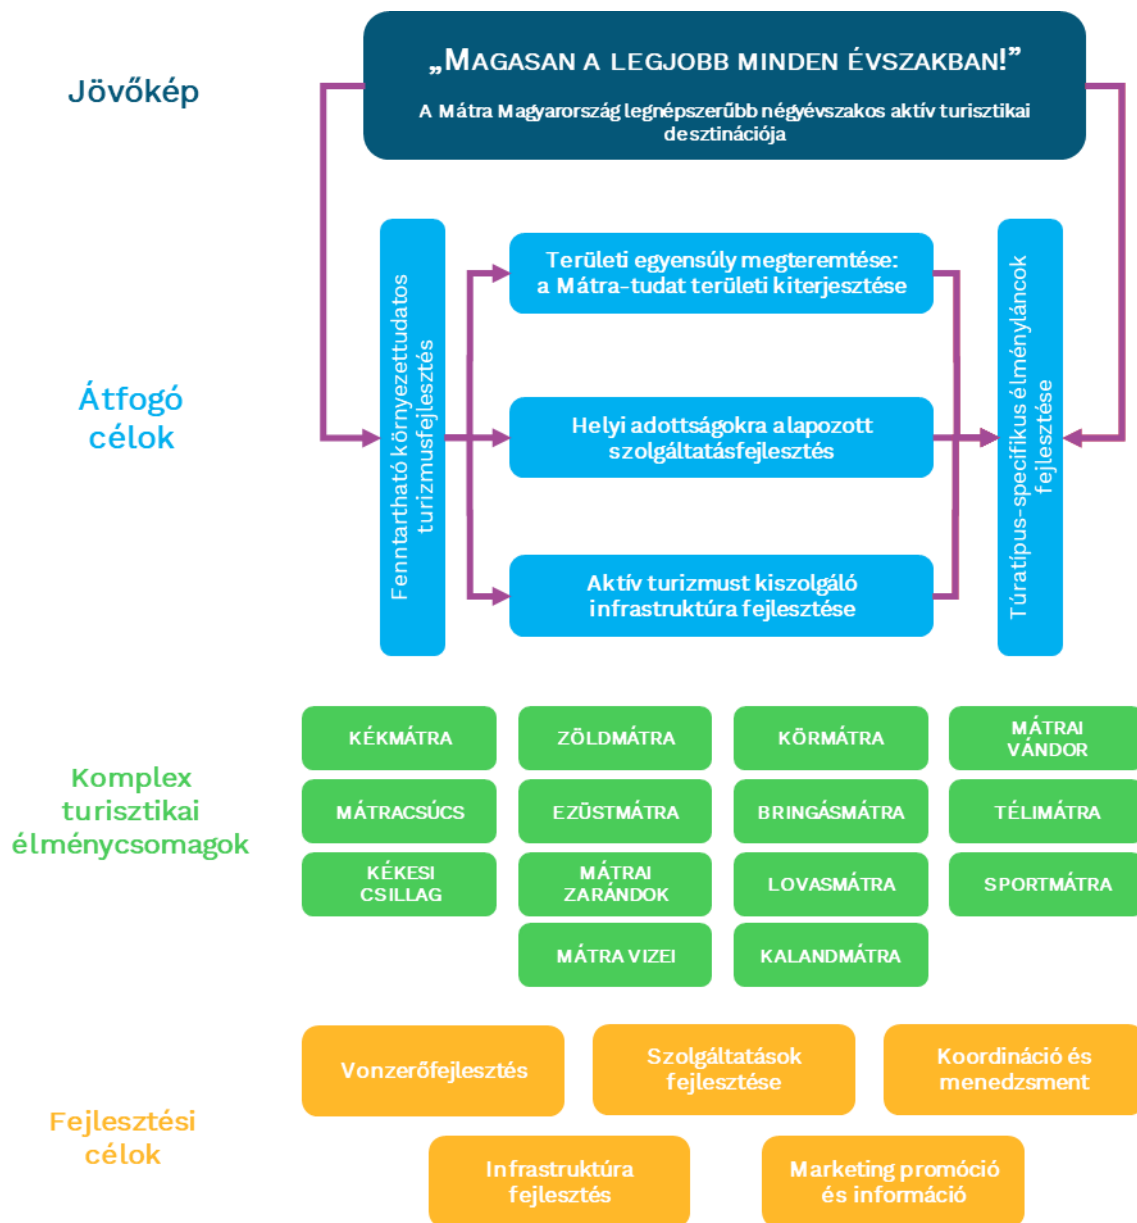 Jövőkép
„MAGASAN A LEGJOBB MINDEN ÉVSZAKBAN!”
A Mátra Magyarország legnépszerűbb négyévszakos aktív turisztikai
desztinációja
Átfogó
célok
Fenntartható környezettudatos
turizmusfejlesztés
Területi egyensúly megteremtése:
a Mátra-tudat területi kiterjesztése
Helyi adottságokra alapozott
szolgáltatásfejlesztés
Aktív turizmust kiszolgáló
infrastruktúra fejlesztése
Túratípus-specifikus élményláncok
fejlesztése
Komplex
turisztikai
élménycsomagok
KÉKMÁTRA
ZÖLDMÁTRA
KÖRMÁTRA
MÁTRAI
VÁNDOR
MÁTRACSÚCS
EZÜSTMÁTRA
BRINGÁSMÁTRA
TÉLIMÁTRA
KÉKESI
CSILLAG
MÁTRAI
ZARÁNDOK
LOVASMÁTRA
SPORTMÁTRA
MÁTRA VIZEI
KALANDMÁTRA
Fejlesztési
célok
Vonzerőfejlesztés
Szolgáltatások
fejlesztése
Koordináció és
menedzsment
Infrastruktúra
fejlesztés
Marketing promóció
és információ